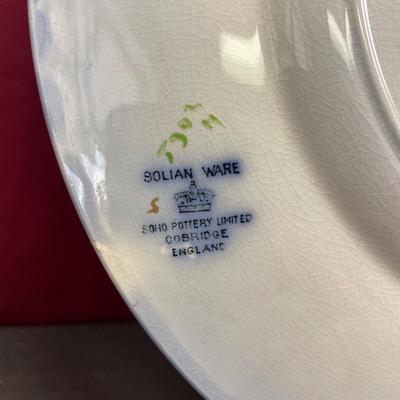 SOLIAN WARE
S
SOHO POTTERY LIMITED
COBRIDGE
ENGLAND